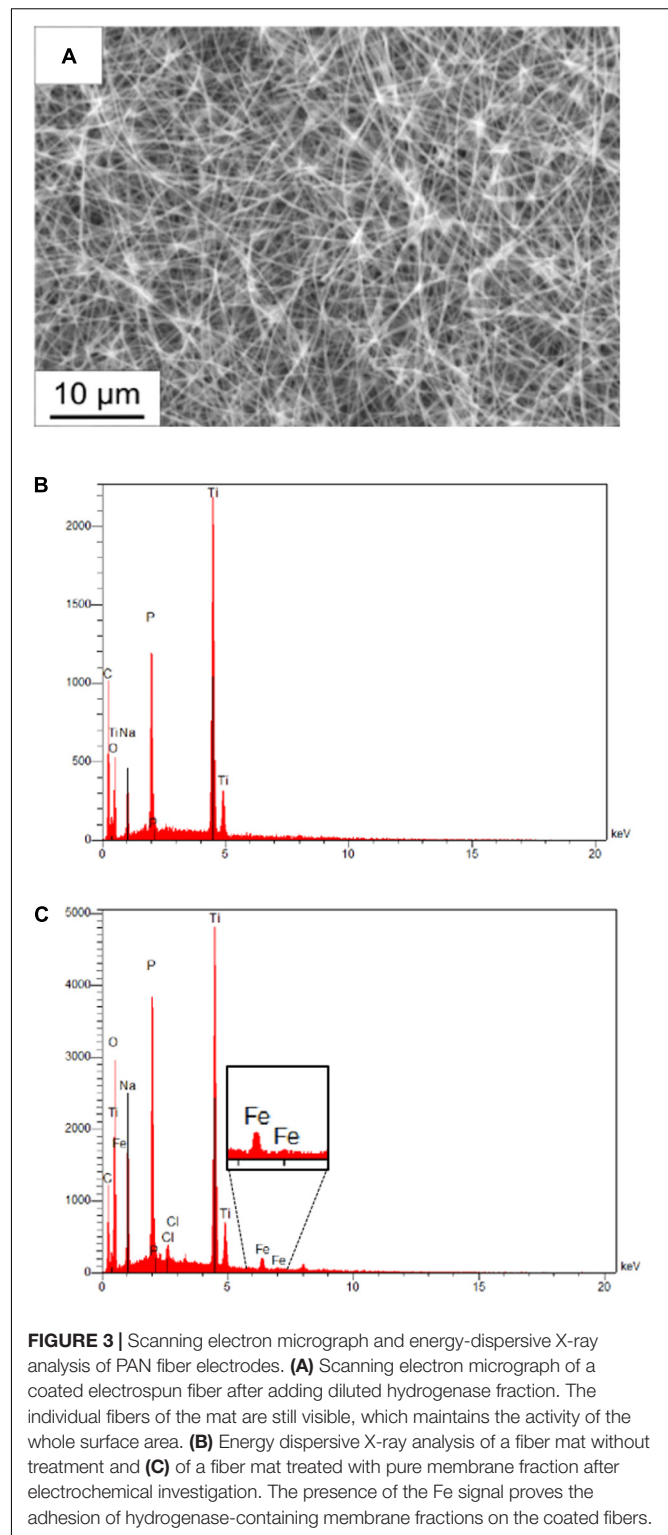 A
10 µm
B
Ti
2000
1500
P
1000
C
Ti Na
500
O
Ti
P
0
0 5 10 15 20
keV
C
5000
Ti
P
4000
O
3000
Na
Fe
Fe
Ti
2000
Fe
C
1000
Cl
Cl
Ti
P
Fe
Fe
0
0 5 10 15 20
keV
FIGURE 3 | Scanning electron micrograph and energy-dispersive X-ray
analysis of PAN fiber electrodes. (A) Scanning electron micrograph of a
coated electrospun fiber after adding diluted hydrogenase fraction. The
individual fibers of the mat are still visible, which maintains the activity of the
whole surface area. (B) Energy dispersive X-ray analysis of a fiber mat without
treatment and (C) of a fiber mat treated with pure membrane fraction after
electrochemical investigation. The presence of the Fe signal proves the
adhesion of hydrogenase-containing membrane fractions on the coated fibers.